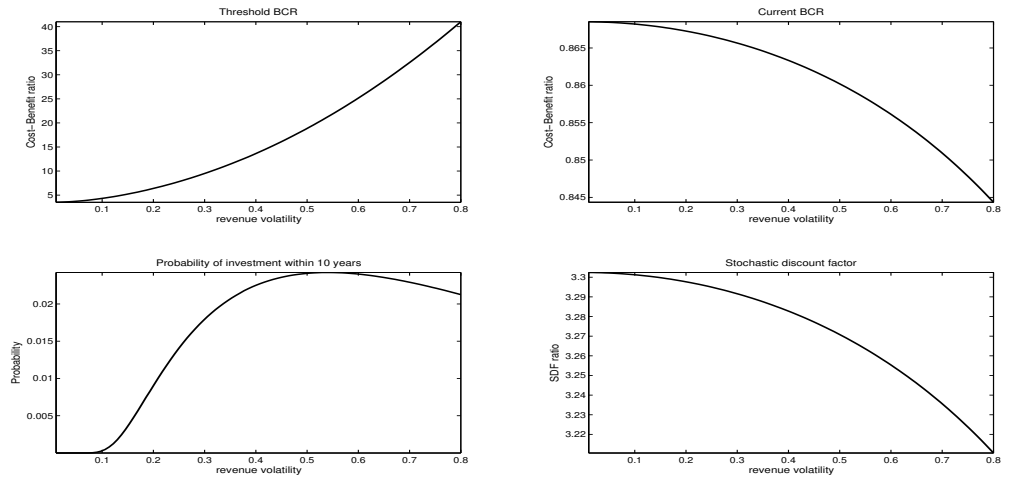 Threshold BCR
40
35
30
25
20
15
10
5
Cost-Benefit ratio
0.1 0.2 0.3 0.4 0.5 0.6 0.7 0.8
revenue volatility
Current BCR
0.865
0.86
0.855
0.85
0.845
Cost-Benefit ratio
0.1 0.2 0.3 0.4 0.5 0.6 0.7 0.8
revenue volatility
Probability of investment within 10 years
0.02
0.015
0.01
0.005
Probability
0.1 0.2 0.3 0.4 0.5 0.6 0.7 0.8
revenue volatility
Stochastic discount factor
3.3
3.29
3.28
3.27
3.26
3.25
3.24
3.23
3.22
SDF ratio
0.1 0.2 0.3 0.4 0.5 0.6 0.7 0.8
revenue volatility